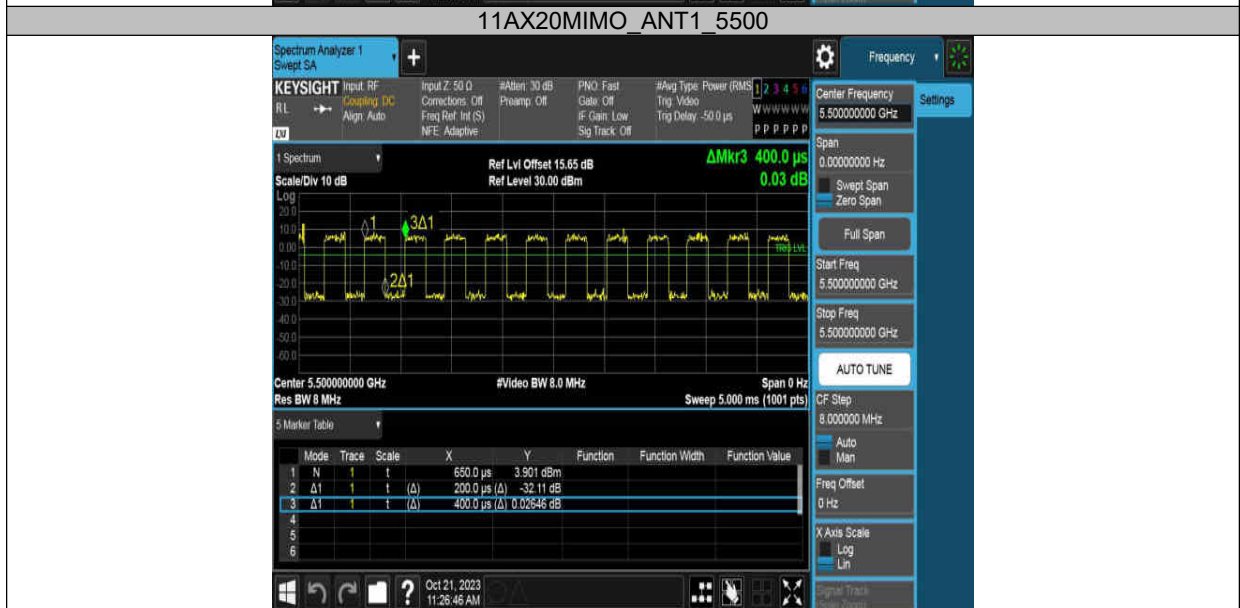 11AX20MIMO_ANT1_5500
Spectrum Analyzer 1
Swept SA
Frequency
KEYSIGHT
Input: RF
Coupling: DC
Align: Auto
RL
Input Z: 50 Ω
Corrections: Off
Freq Ref: Int (S)
NFE: Adaptive
#Atten: 30 dB
Preamp: Off
PNO: Fast
Gate: Off
IF Gain: Low
Sig Track: Off
#Avg Type: Power (RMS
Trig: Video
Trig Delay: -50.0 µs
1 2 3 4 5 6
W W W W W W
P P P P P P
Center Frequency
5.500000000 GHz
Settings
Span
0.00000000 Hz
Swept Span
Zero Span
Full Span
Start Freq
5.500000000 GHz
Stop Freq
5.500000000 GHz
AUTO TUNE
CF Step
8.000000 MHz
Auto
Man
Freq Offset
0 Hz
X Axis Scale
Log
Lin
Signal Track
1 Spectrum
Scale/Div 10 dB
Ref Lvl Offset 15.65 dB
Ref Level 30.00 dBm
ΔMkr3 400.0 µs
0.03 dB
Log
20.0
10.0
0.00
-10.0
-20.0
-30.0
-40.0
-50.0
-60.0
1
3Δ1
2Δ1
TRIG LVL
Center 5.500000000 GHz
#Video BW 8.0 MHz
Span 0 Hz
Res BW 8 MHz
Sweep 5.000 ms (1001 pts)
5 Marker Table
Mode Trace Scale X Y Function Function Width Function Value
1 N 1 t 650.0 µs 3.901 dBm
2 Δ1 1 t (Δ) 200.0 µs (Δ) -32.11 dB
3 Δ1 1 t (Δ) 400.0 µs (Δ) 0.02646 dB
4
5
6
Oct 21, 2023
11:26:46 AM